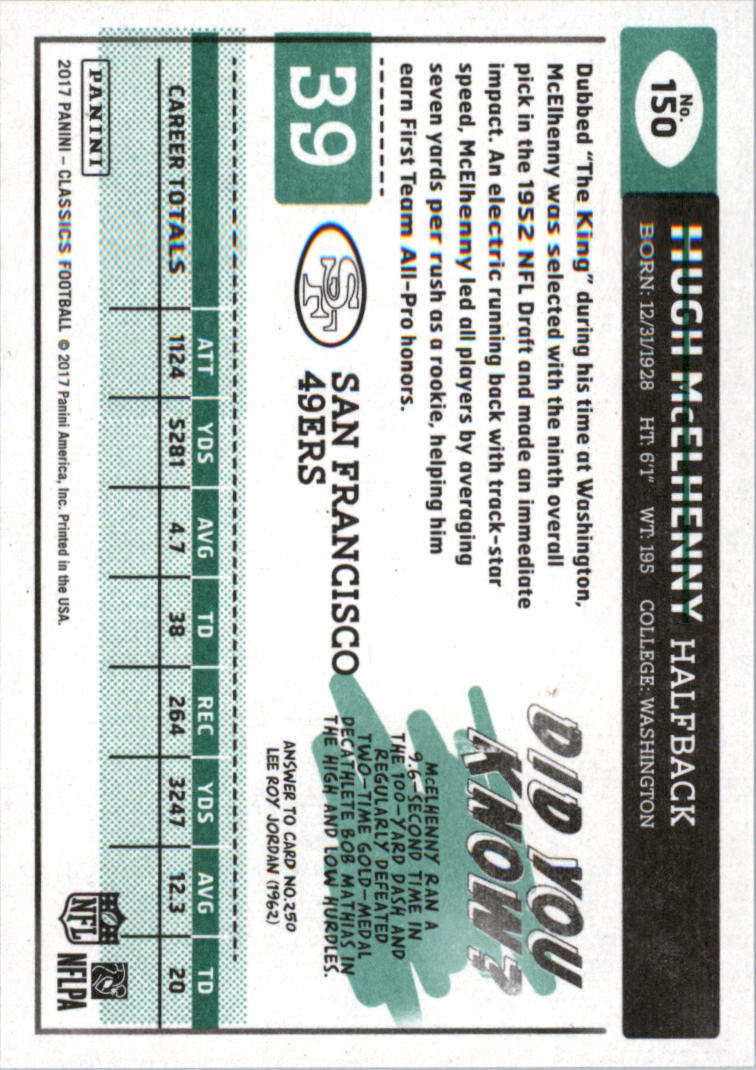 No.
150
HUGH McELHENNY HALFBACK
BORN: 12/31/1928 HT: 6'1" WT: 195 COLLEGE: WASHINGTON
Dubbed "The King" during his time at Washington,
McElhenny was selected with the ninth overall
pick in the 1952 NFL Draft and made an immediate
impact. An electric running back with track-star
speed, McElhenny led all players by averaging
seven yards per rush as a rookie, helping him
earn First Team All-Pro honors.
DID YOU
KNOW?
McELHENNY RAN A
9.6-SECOND TIME IN
THE 100-YARD DASH AND
REGULARLY DEFEATED
TWO-TIME GOLD-MEDAL
DECATHLETE BOB MATHIAS IN
THE HIGH AND LOW HURDLES.
ANSWER TO CARD NO.250
LEE ROY JORDAN (1962)
39
SF
SAN FRANCISCO
49ERS
ATT YDS AVG TD REC YDS AVG TD
CAREER TOTALS 1124 5281 4.7 38 264 3247 12.3 20
PANINI
2017 PANINI – CLASSICS FOOTBALL © 2017 Panini America, Inc. Printed in the USA.
NFL
NFLPA